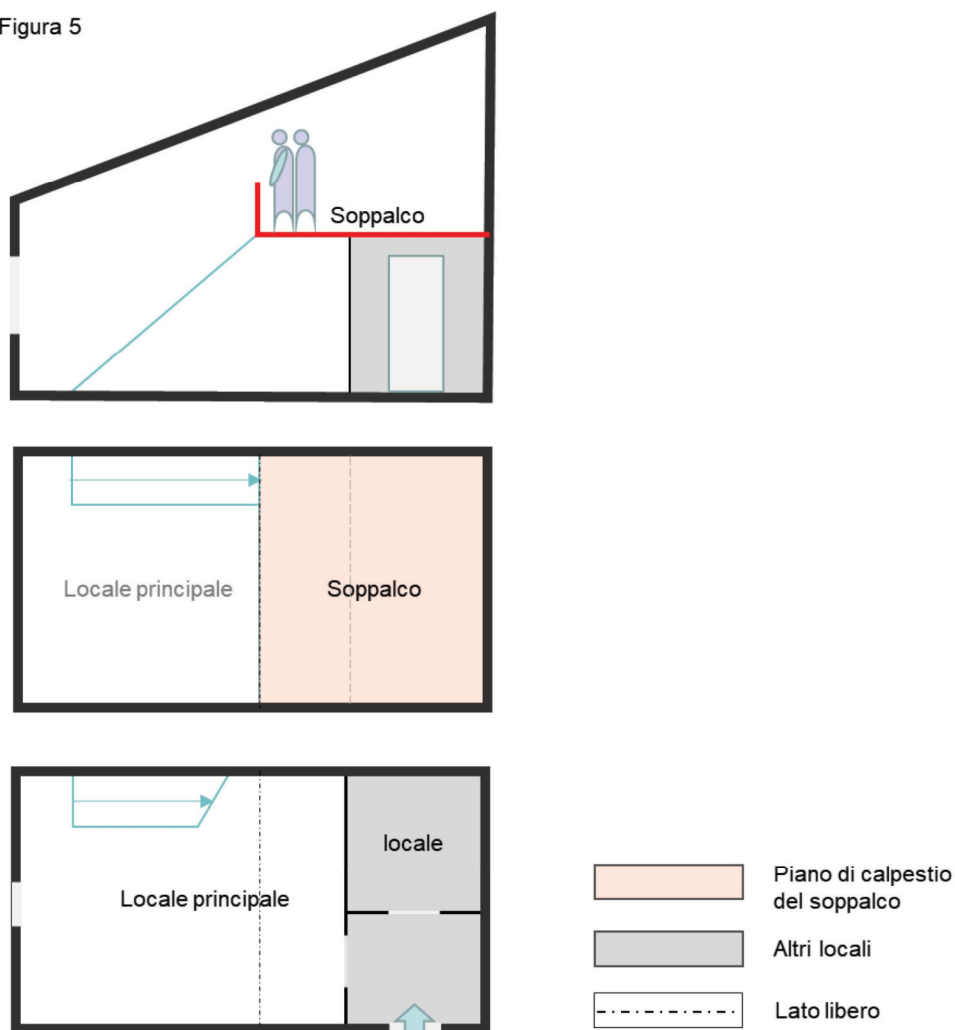 Figura 5
Soppalco
Locale principale
Soppalco
locale
Locale principale
Piano di calpestio
del soppalco
Altri locali
Lato libero